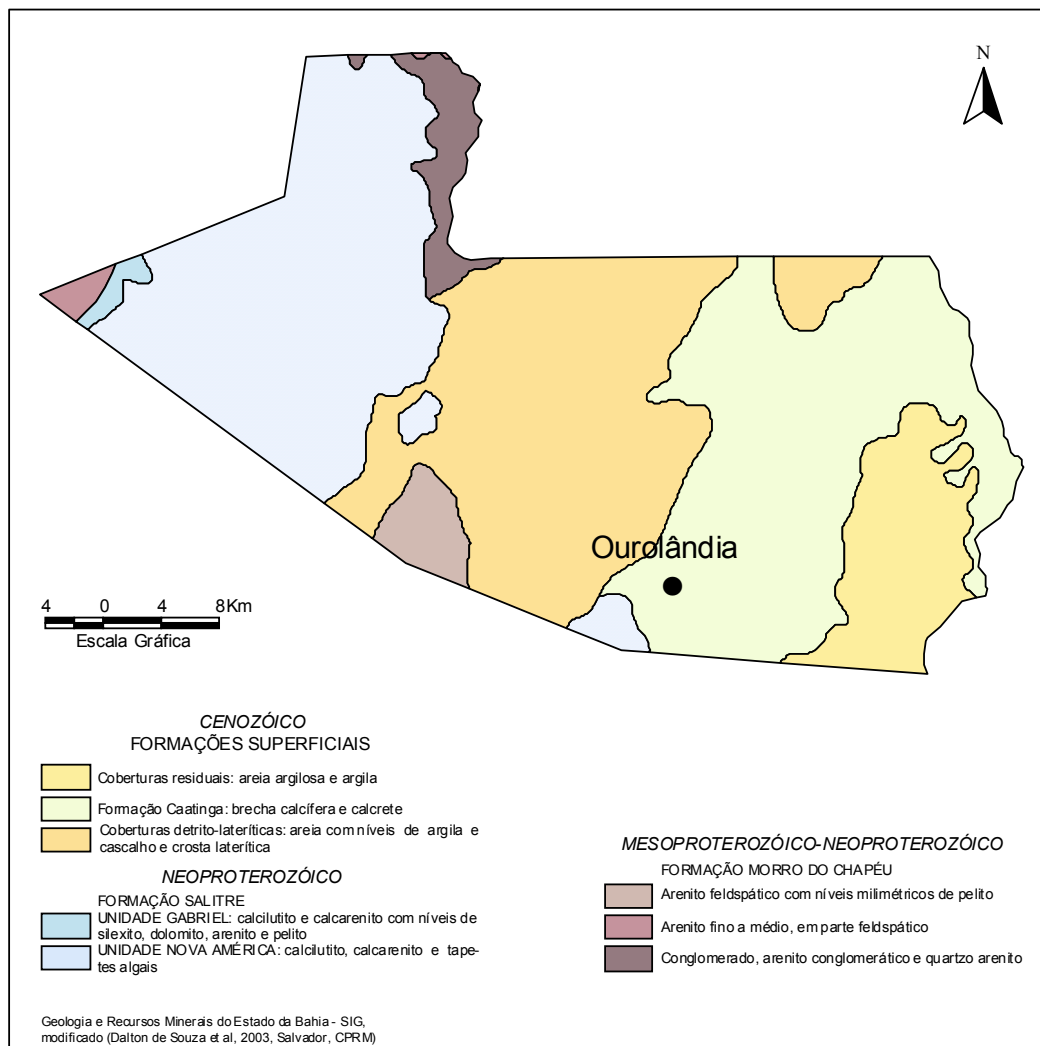 N
Ourolândia
4 0 4 8Km
Escala Gráfica
CENOZÓICO
FORMAÇÕES SUPERFICIAIS
Coberturas residuais: areia argilosa e argila
Formação Caatinga: brecha calcífera e calcrete
Coberturas detrito-lateríticas: areia com níveis de argila e
cascalho e crosta laterítica
NEOPROTEROZÓICO
FORMAÇÃO SALITRE
UNIDADE GABRIEL: calcilutito e calcarenito com níveis de
silexito, dolomito, arenito e pelito
UNIDADE NOVA AMÉRICA: calcilutito, calcarenito e tape-
tes algais
MESOPROTEROZÓICO-NEOPROTEROZÓICO
FORMAÇÃO MORRO DO CHAPÉU
Arenito feldspático com níveis milimétricos de pelito
Arenito fino a médio, em parte feldspático
Conglomerado, arenito conglomerático e quartzo arenito
Geologia e Recursos Minerais do Estado da Bahia - SIG,
modificado (Dalton de Souza et al, 2003, Salvador, CPRM)